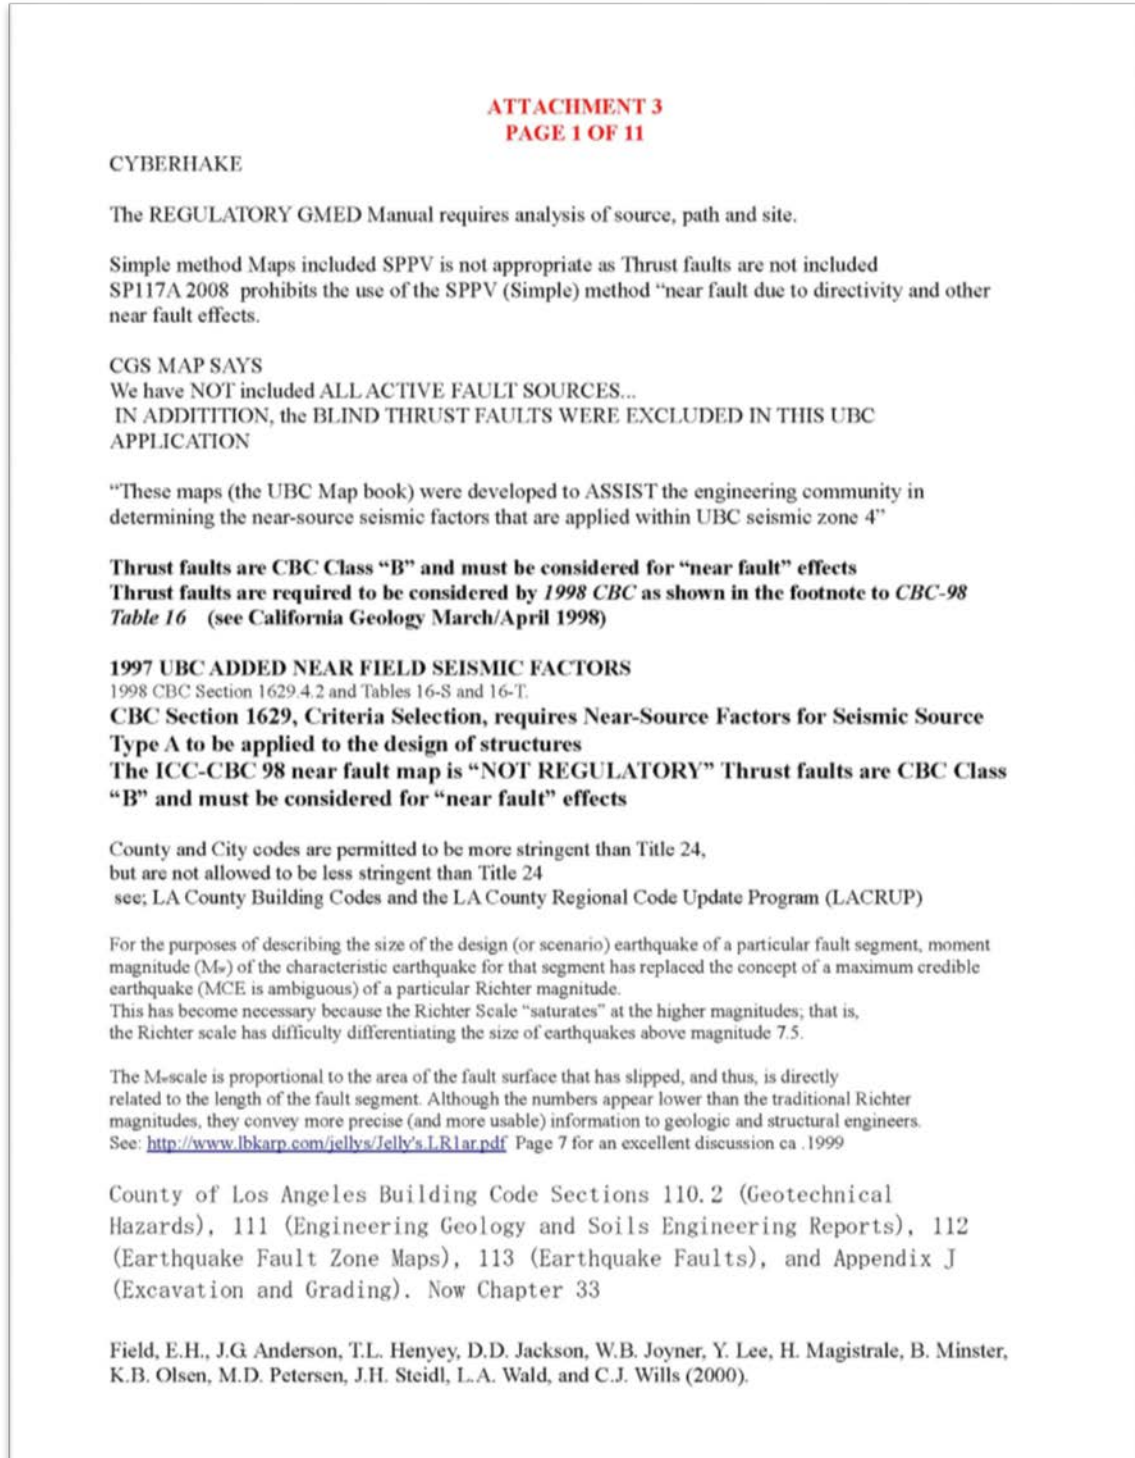 ATTACHMENT 3
PAGE 1 OF 11
CYBERHAKE
The REGULATORY GMED Manual requires analysis of source, path and site.
Simple method Maps included SPPV is not appropriate as Thrust faults are not included
SP117A 2008  prohibits the use of the SPPV (Simple) method “near fault due to directivity and other
near fault effects.
CGS MAP SAYS
We have NOT included ALL ACTIVE FAULT SOURCES...
IN ADDITITION, the BLIND THRUST FAULTS WERE EXCLUDED IN THIS UBC
APPLICATION
“These maps (the UBC Map book) were developed to ASSIST the engineering community in
determining the near-source seismic factors that are applied within UBC seismic zone 4”
Thrust faults are CBC Class “B” and must be considered for “near fault” effects
Thrust faults are required to be considered by 1998 CBC as shown in the footnote to CBC-98
Table 16   (see California Geology March/April 1998)
1997 UBC ADDED NEAR FIELD SEISMIC FACTORS
1998 CBC Section 1629.4.2 and Tables 16-S and 16-T.
CBC Section 1629, Criteria Selection, requires Near-Source Factors for Seismic Source
Type A to be applied to the design of structures
The ICC-CBC 98 near fault map is “NOT REGULATORY” Thrust faults are CBC Class
“B” and must be considered for “near fault” effects
County and City codes are permitted to be more stringent than Title 24,
but are not allowed to be less stringent than Title 24
see; LA County Building Codes and the LA County Regional Code Update Program (LACRUP)
For the purposes of describing the size of the design (or scenario) earthquake of a particular fault segment, moment
magnitude (Mw) of the characteristic earthquake for that segment has replaced the concept of a maximum credible
earthquake (MCE is ambiguous) of a particular Richter magnitude.
This has become necessary because the Richter Scale “saturates” at the higher magnitudes; that is,
the Richter scale has difficulty differentiating the size of earthquakes above magnitude 7.5.
The Mwscale is proportional to the area of the fault surface that has slipped, and thus, is directly
related to the length of the fault segment. Although the numbers appear lower than the traditional Richter
magnitudes, they convey more precise (and more usable) information to geologic and structural engineers.
See: http://www.lbkarp.com/jellys/Jelly's.LR1ar.pdf  Page 7 for an excellent discussion ca .1999
County of Los Angeles Building Code Sections 110.2 (Geotechnical
Hazards), 111 (Engineering Geology and Soils Engineering Reports), 112
(Earthquake Fault Zone Maps), 113 (Earthquake Faults), and Appendix J
(Excavation and Grading). Now Chapter 33
Field, E.H., J.G. Anderson, T.L. Henyey, D.D. Jackson, W.B. Joyner, Y. Lee, H. Magistrale, B. Minster,
K.B. Olsen, M.D. Petersen, J.H. Steidl, L.A. Wald, and C.J. Wills (2000).